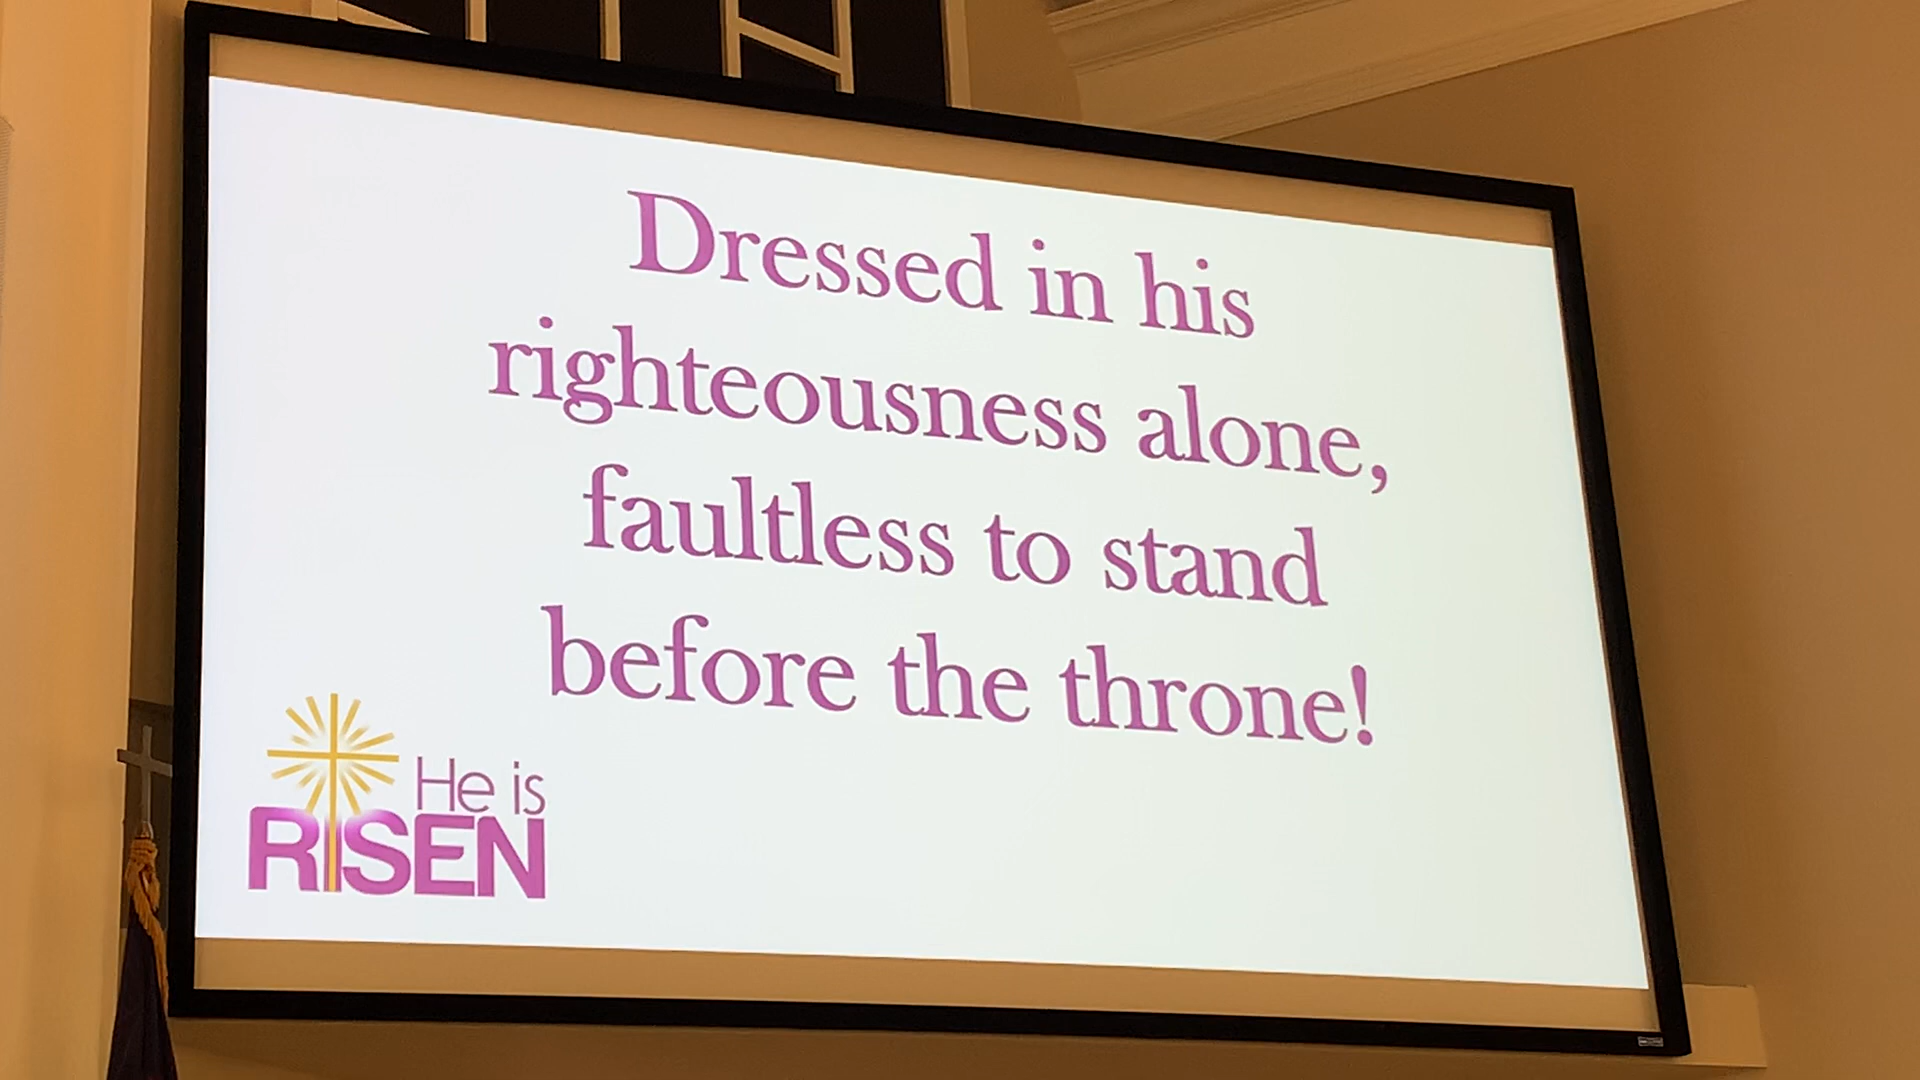 Dressed in his
righteousness alone,
faultless to stand
before the throne!
He is
RISEN